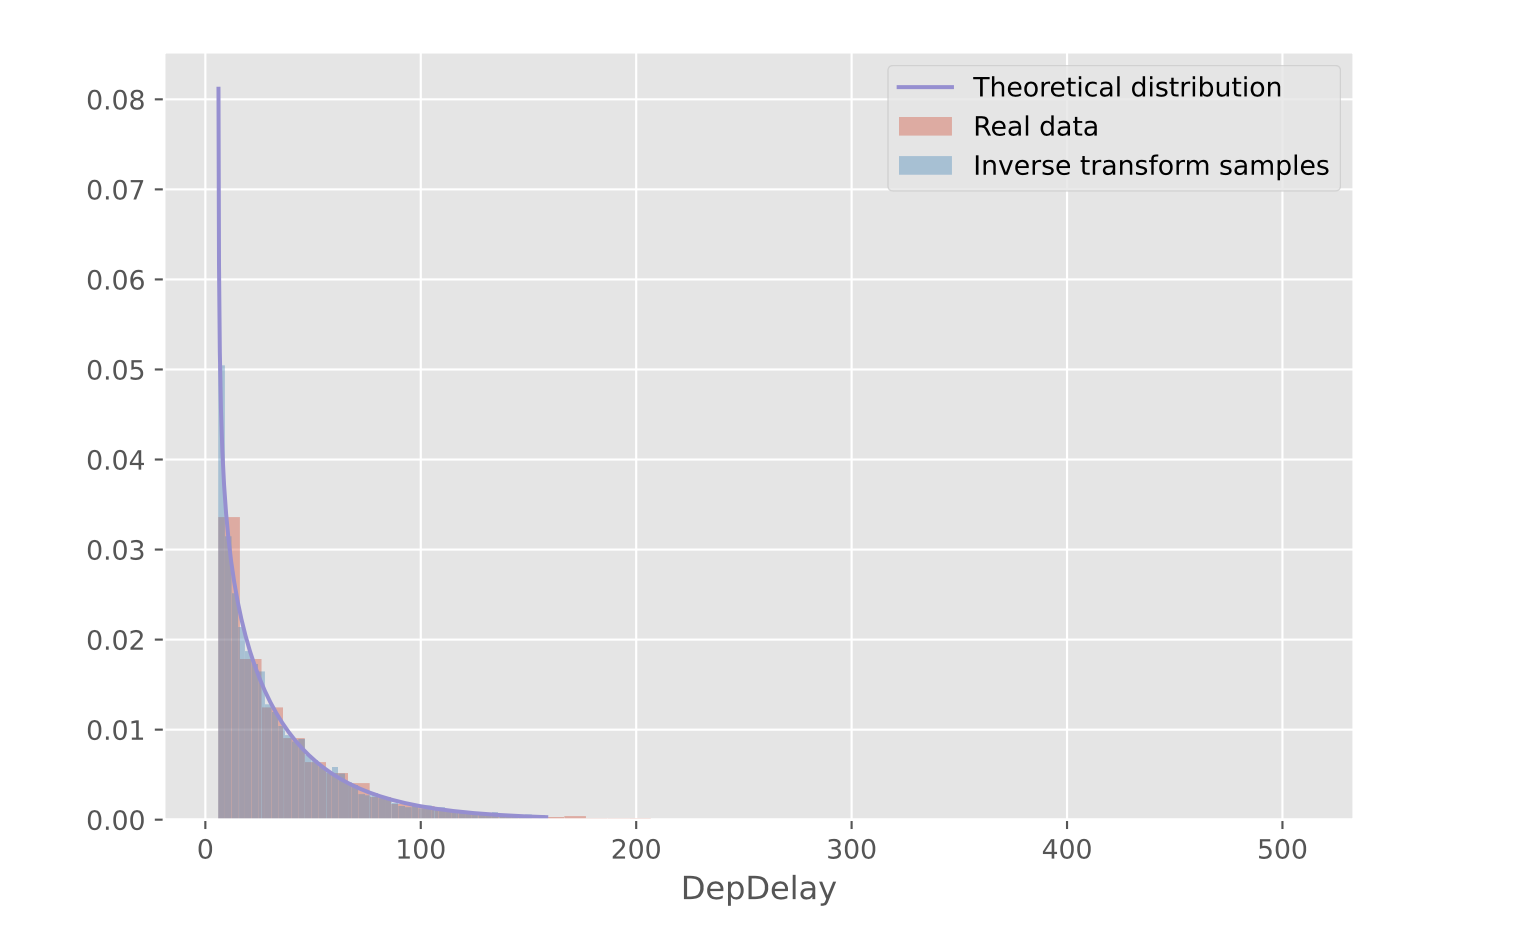 0.08
0.07
0.06
0.05
0.04
0.03
0.02
0.01
0.00
Theoretical distribution
Real data
Inverse transform samples
0 100 200 300 400 500
DepDelay